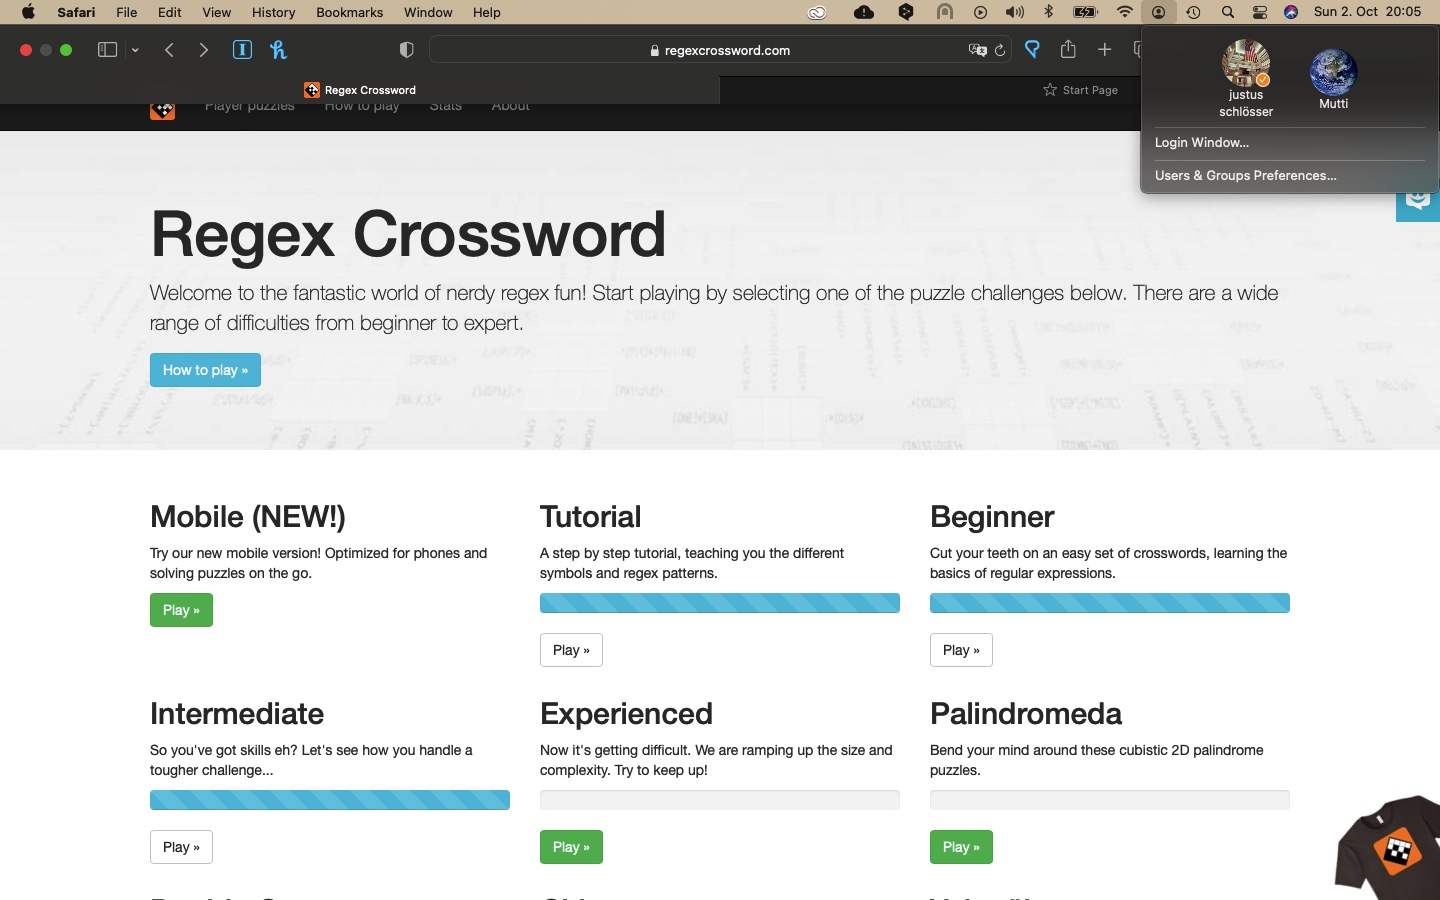 Safari File Edit View History Bookmarks Window Help Sun 2. Oct 20:05
regexcrossword.com
Regex Crossword
Start Page
justus
schlösser
Mutti
Login Window...
Users & Groups Preferences...
Player puzzles How to play Stats About
Regex Crossword
Welcome to the fantastic world of nerdy regex fun! Start playing by selecting one of the puzzle challenges below. There are a wide
range of difficulties from beginner to expert.
How to play »
Mobile (NEW!)
Try our new mobile version! Optimized for phones and
solving puzzles on the go.
Play »
Tutorial
A step by step tutorial, teaching you the different
symbols and regex patterns.
Play »
Beginner
Cut your teeth on an easy set of crosswords, learning the
basics of regular expressions.
Play »
Intermediate
So you've got skills eh? Let's see how you handle a
tougher challenge...
Play »
Experienced
Now it's getting difficult. We are ramping up the size and
complexity. Try to keep up!
Play »
Palindromeda
Bend your mind around these cubistic 2D palindrome
puzzles.
Play »